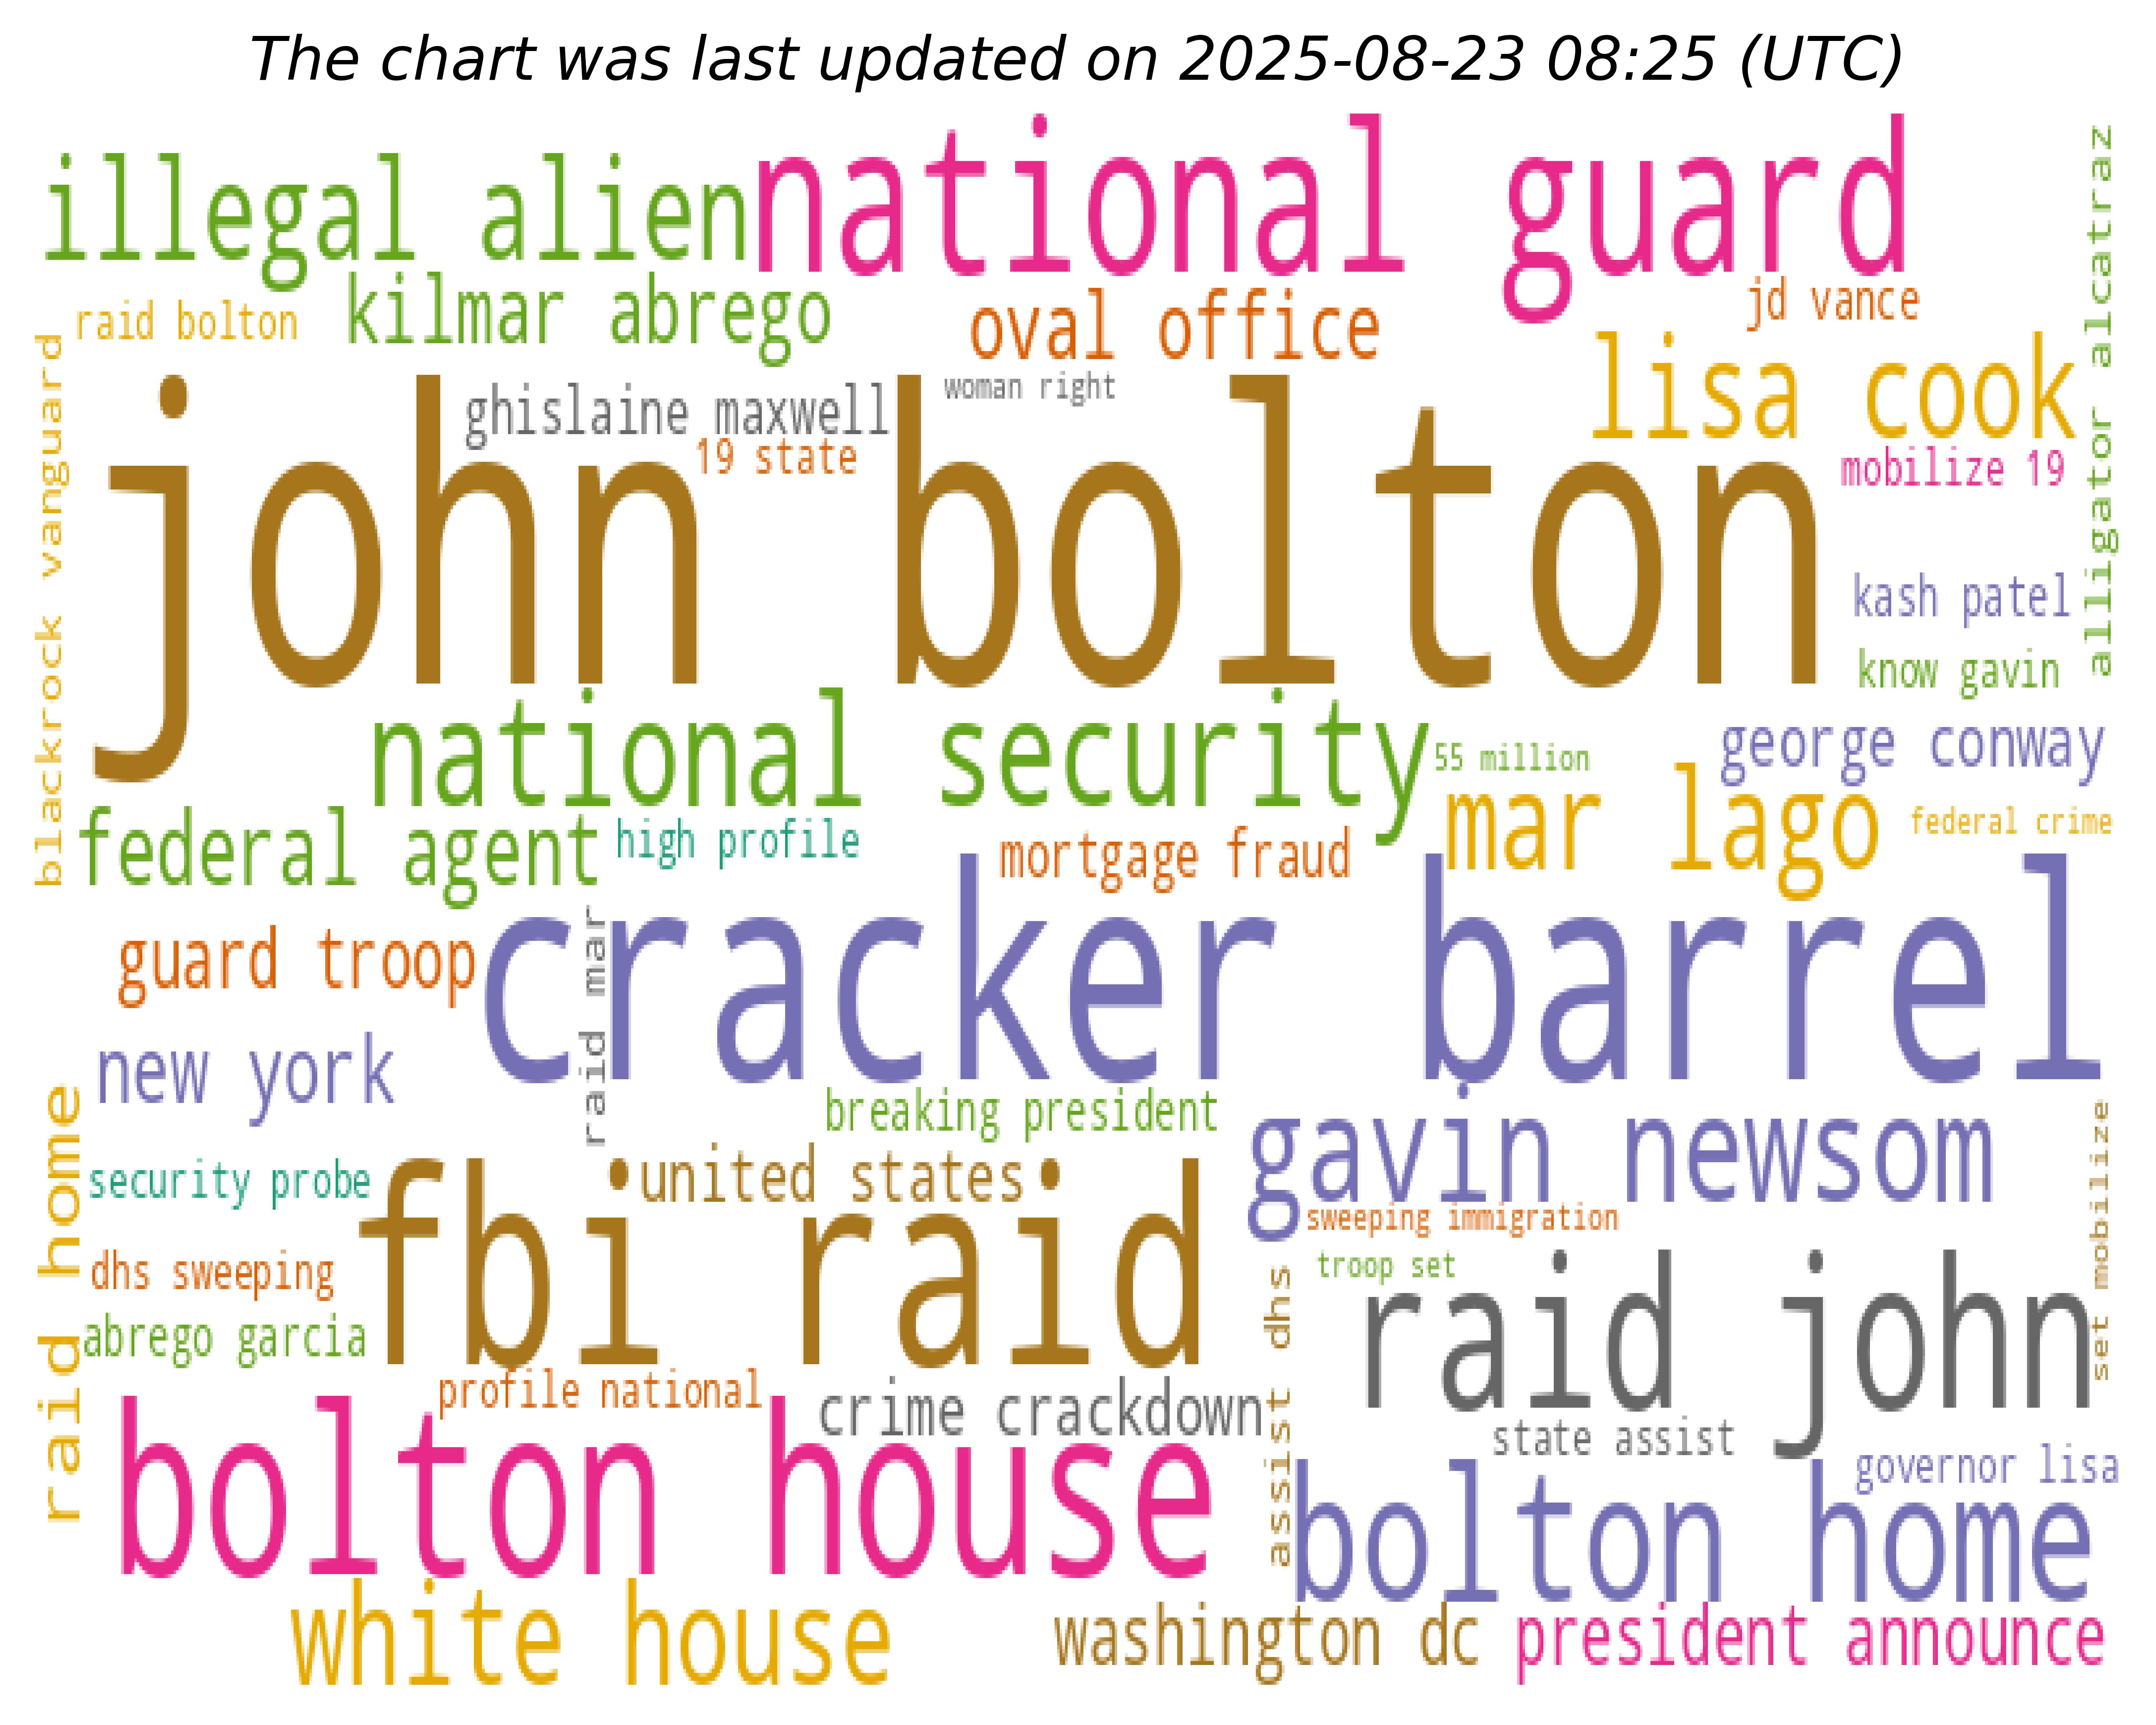 The chart was last updated on 2025-08-23 08:25 (UTC)
illegal alien
national guard
alligator alcatraz
raid bolton
kilmar abrego
oval office
jd vance
blackrock vanguard
ghislaine maxwell
woman right
lisa cook
19 state
mobilize 19
john bolton
kash patel
know gavin
national security
55 million
george conway
federal agent
high profile
mortgage fraud
mar lago
federal crime
guard troop
raid mar
cracker barrel
new york
breaking president
gavin newsom
set mobilize
raid home
security probe
united states
sweeping immigration
dhs sweeping
fbi raid
troop set
assist dhs
raid john
abrego garcia
profile national
crime crackdown
state assist
governor lisa
bolton house
bolton home
white house
washington dc
president announce